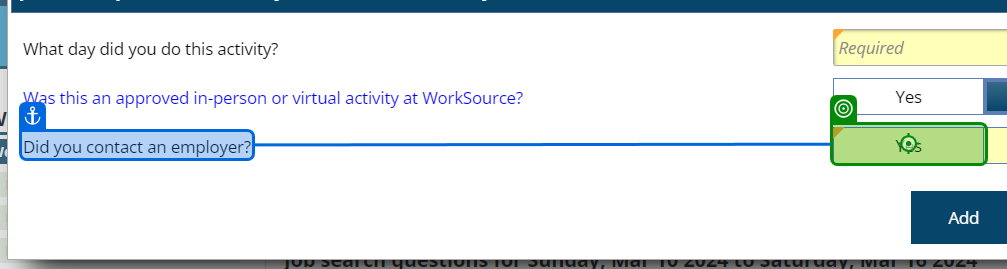 What day did you do this activity?
Required
Was this an approved in-person or virtual activity at WorkSource?
Yes
Did you contact an employer?
Yes
Add
job search questions for Sunday, Mar 10 2024 to Saturday, Mar 16 2024